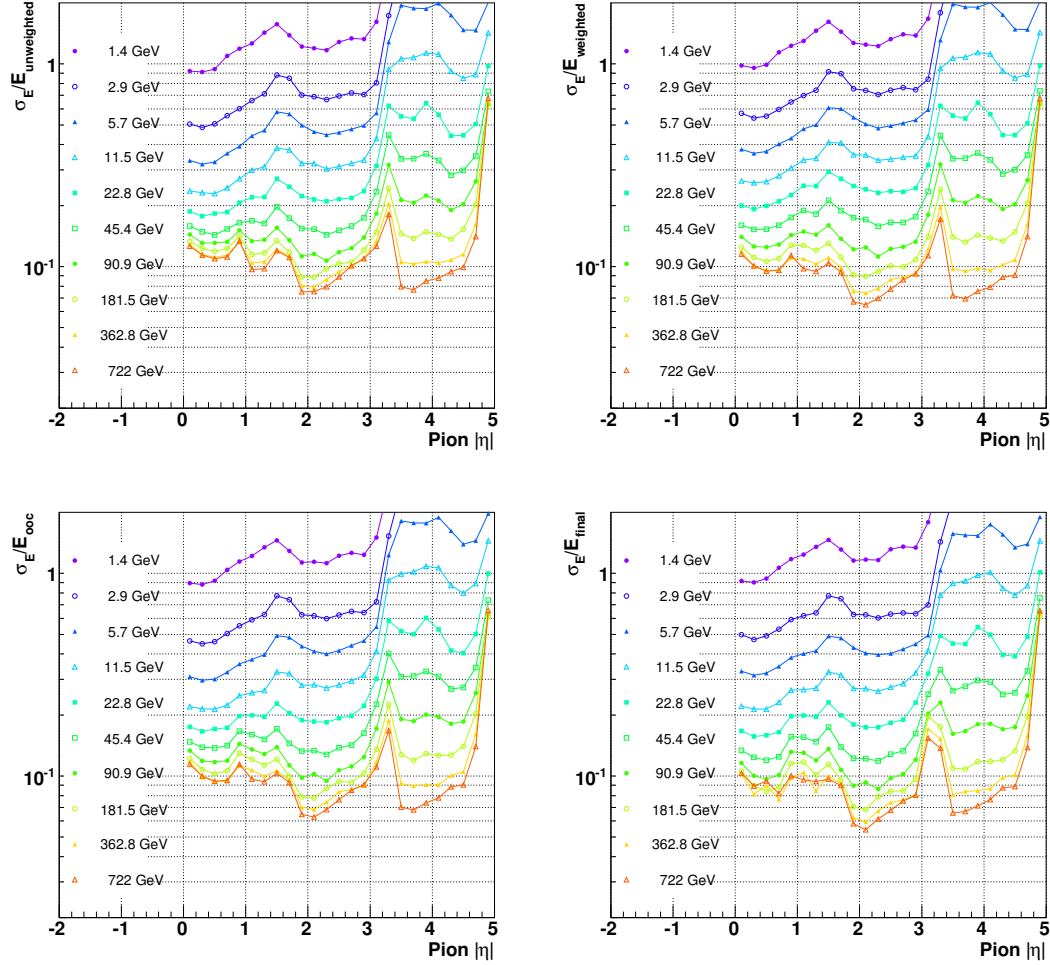 σ_E/E_unweighted
1
10^-1
1.4 GeV
2.9 GeV
5.7 GeV
11.5 GeV
22.8 GeV
45.4 GeV
90.9 GeV
181.5 GeV
362.8 GeV
722 GeV
-2 -1 0 1 2 3 4 5
Pion |η|
σ_E/E_weighted
1
10^-1
1.4 GeV
2.9 GeV
5.7 GeV
11.5 GeV
22.8 GeV
45.4 GeV
90.9 GeV
181.5 GeV
362.8 GeV
722 GeV
-2 -1 0 1 2 3 4 5
Pion |η|
σ_E/E_ooc
1
10^-1
1.4 GeV
2.9 GeV
5.7 GeV
11.5 GeV
22.8 GeV
45.4 GeV
90.9 GeV
181.5 GeV
362.8 GeV
722 GeV
-2 -1 0 1 2 3 4 5
Pion |η|
σ_E/E_final
1
10^-1
1.4 GeV
2.9 GeV
5.7 GeV
11.5 GeV
22.8 GeV
45.4 GeV
90.9 GeV
181.5 GeV
362.8 GeV
722 GeV
-2 -1 0 1 2 3 4 5
Pion |η|